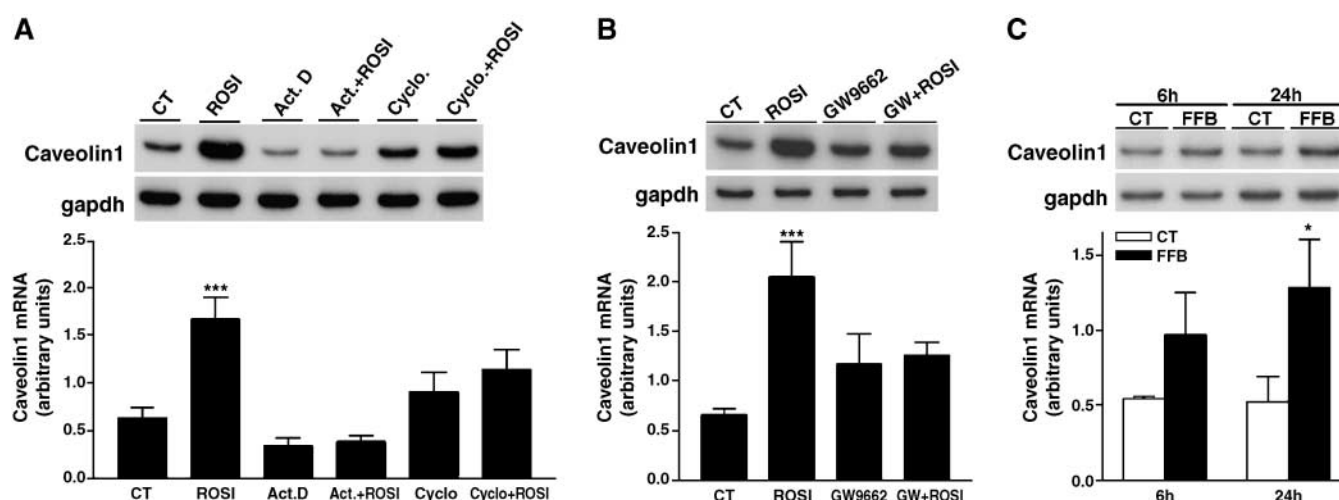 A
CT ROSI Act. D Act.+ROSI Cyclo. Cyclo.+ROSI
Caveolin1
gapdh
Caveolin1 mRNA
(arbitrary units)
2.5
2.0
1.5
1.0
0.5
0.0
***
CT ROSI Act.D Act.+ROSI Cyclo Cyclo+ROSI
B
CT ROSI GW9662 GW+ROSI
Caveolin1
gapdh
Caveolin1 mRNA
(arbitrary units)
2.5
2.0
1.5
1.0
0.5
0.0
***
CT ROSI GW9662 GW+ROSI
C
6h 24h
CT FFB CT FFB
Caveolin1
gapdh
Caveolin1 mRNA
(arbitrary units)
1.5
1.0
0.5
0.0
CT
FFB
*
6h 24h